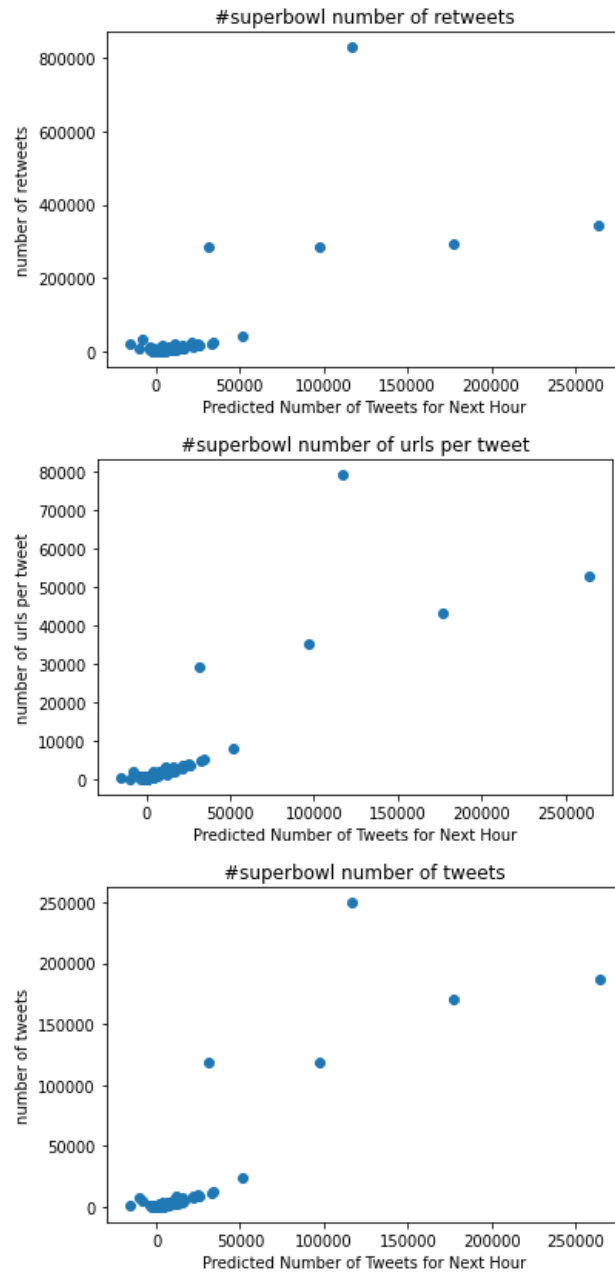 #superbowl number of retweets
800000
600000
400000
200000
0
number of retweets
0 50000 100000 150000 200000 250000
Predicted Number of Tweets for Next Hour
#superbowl number of urls per tweet
80000
70000
60000
50000
40000
30000
20000
10000
0
number of urls per tweet
0 50000 100000 150000 200000 250000
Predicted Number of Tweets for Next Hour
#superbowl number of tweets
250000
200000
150000
100000
50000
0
number of tweets
0 50000 100000 150000 200000 250000
Predicted Number of Tweets for Next Hour